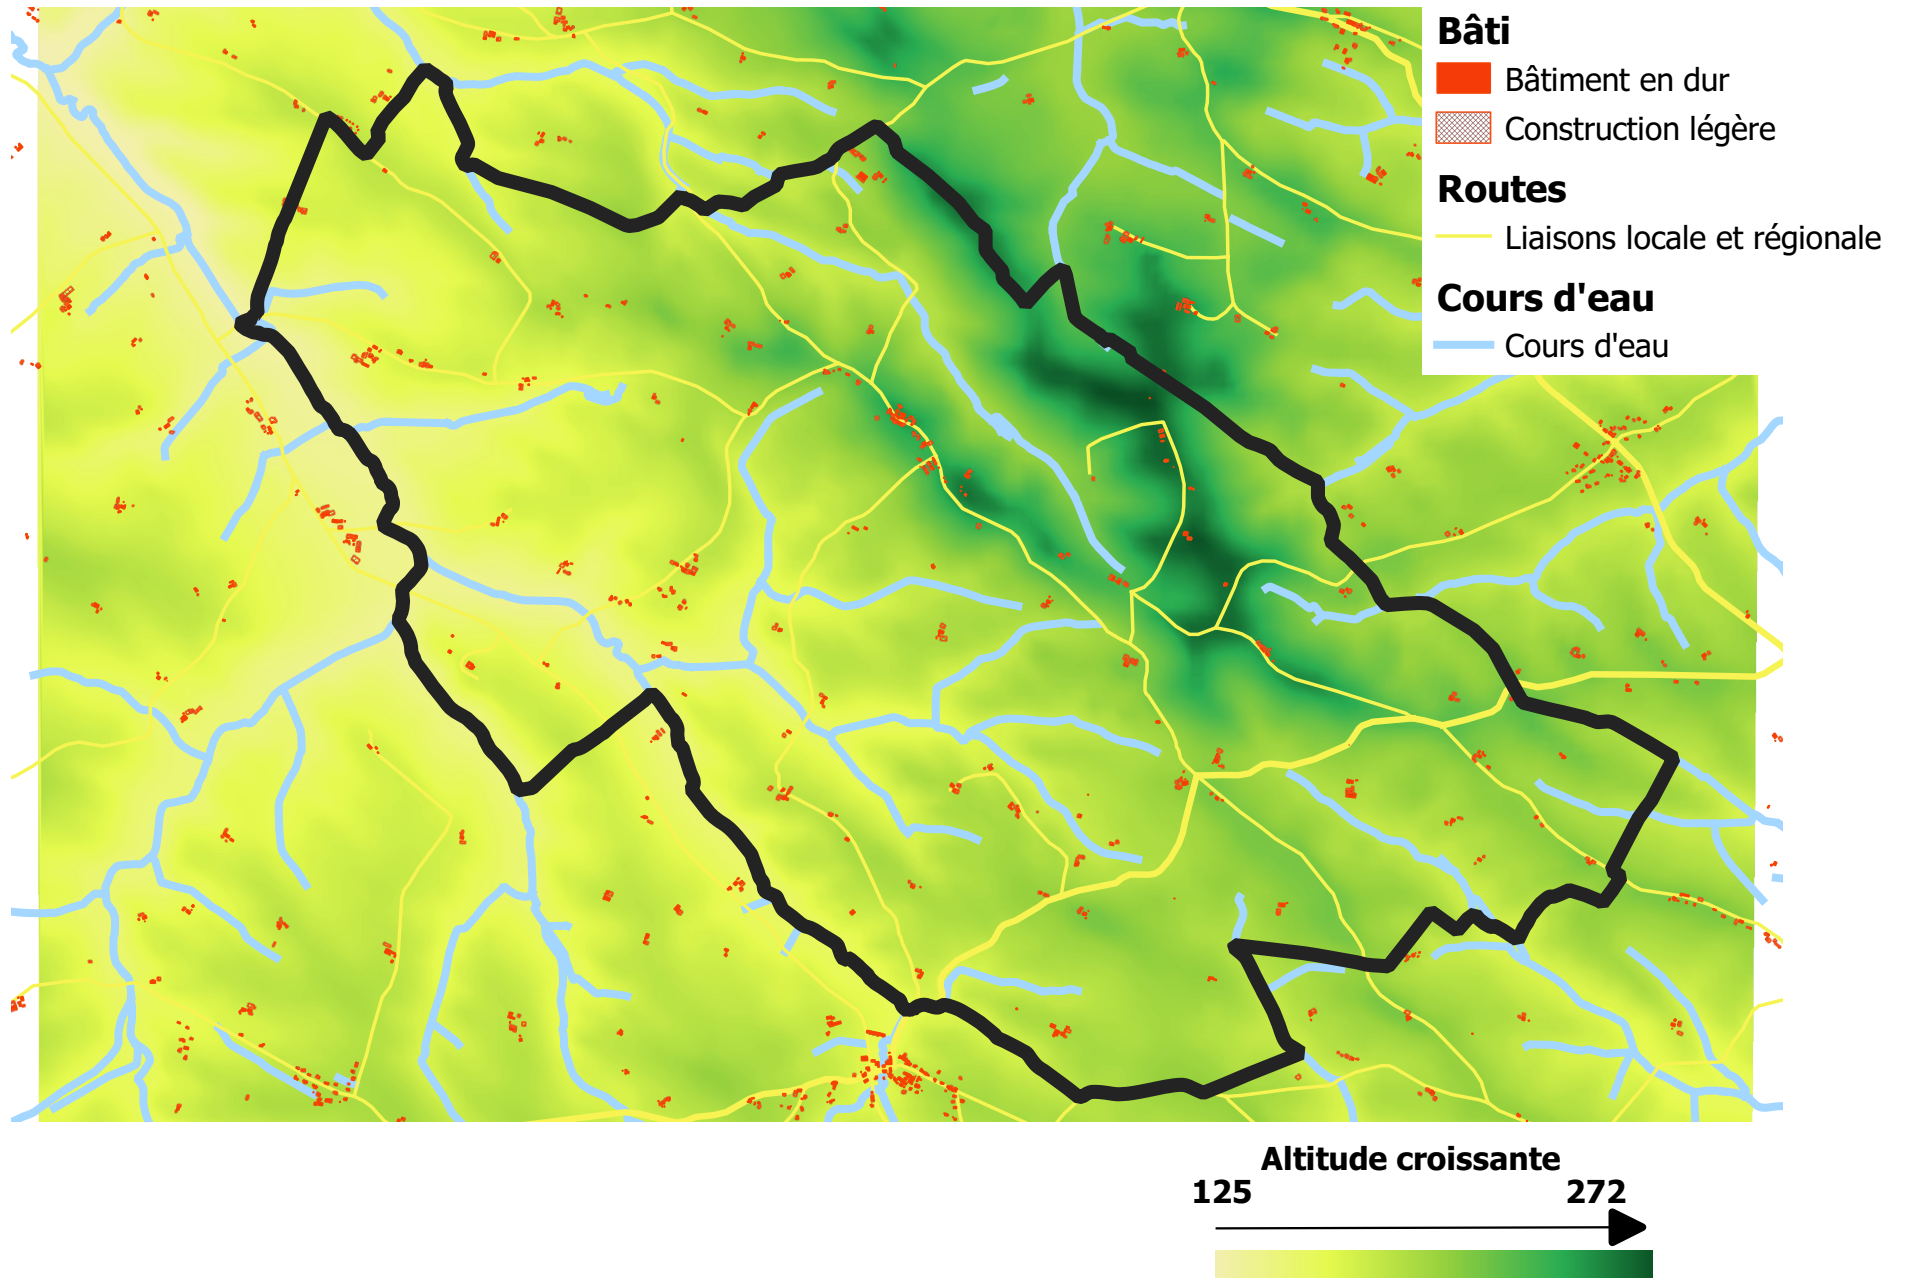 Bâti
Bâtiment en dur
Construction légère
Routes
Liaisons locale et régionale
Cours d'eau
Cours d'eau
Altitude croissante
125 272